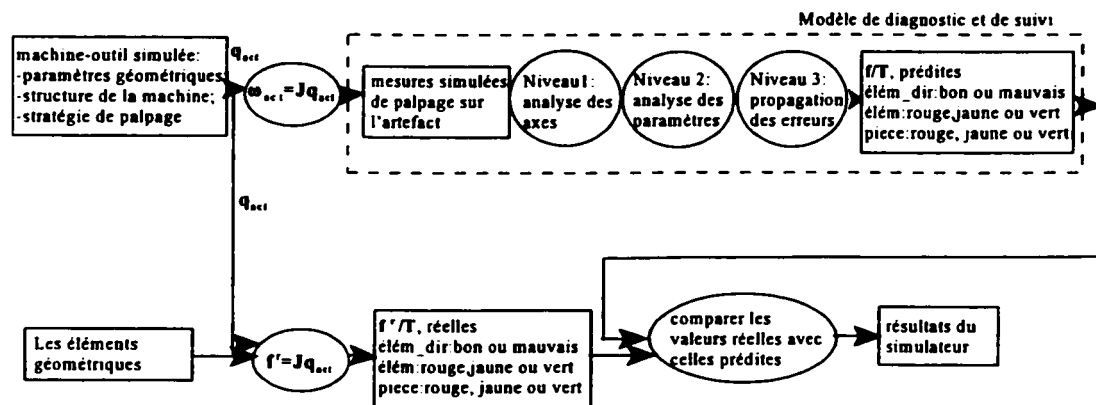 Modèle de diagnostic et de suivi
machine-outil simulée:
-paramètres géométriques;
-structure de la machine;
-stratégie de palpage
q_act
ω_act=Jq_act
mesures simulées
de palpage sur
l'artefact
Niveau1:
analyse des
axes
Niveau 2:
analyse des
paramètres
Niveau 3:
propagation
des erreurs
f/T, prédites
élém_dir:bon ou mauvais
élém:rouge,jaune ou vert
piece:rouge, jaune ou vert
q_act
Les éléments
géométriques
f^r=Jq_act
f^r/T, réelles
élém_dir:bon ou mauvais
élém:rouge,jaune ou vert
piece:rouge, jaune ou vert
comparer les
valeurs réelles avec
celles prédites
résultats du
simulateur